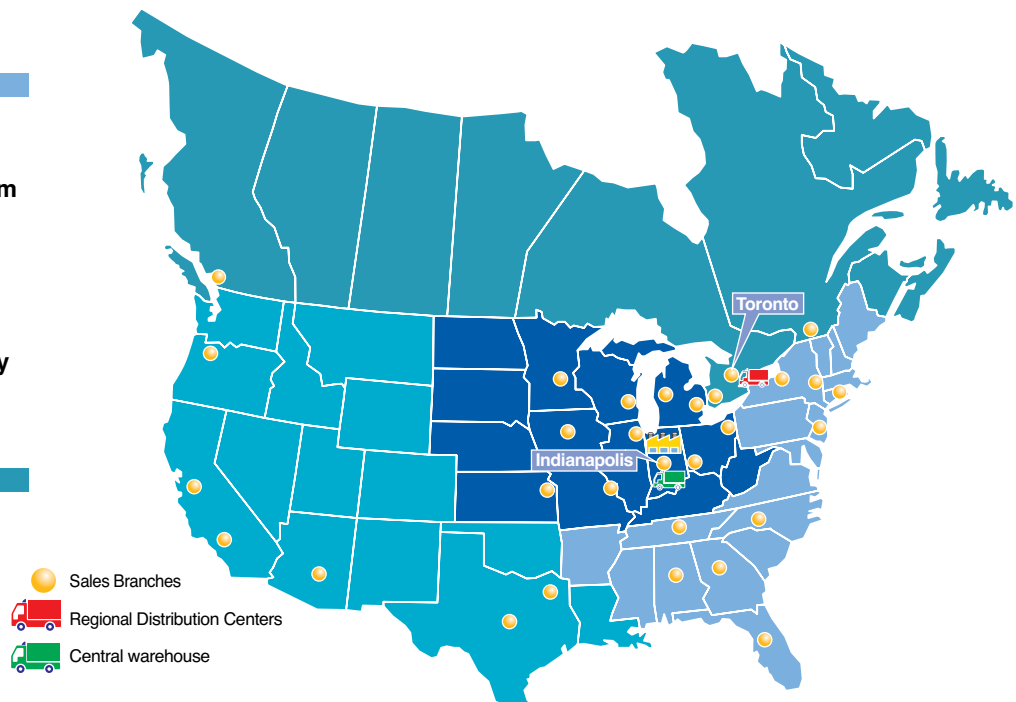 m
y
Toronto
Indianapolis
Sales Branches
Regional Distribution Centers
Central warehouse